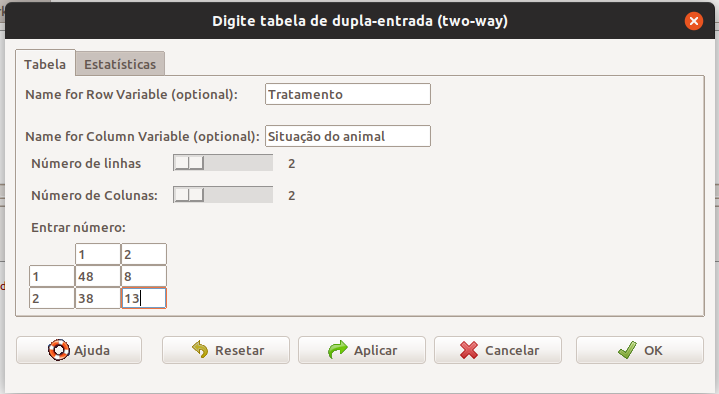 Digite tabela de dupla-entrada (two-way)
Tabela Estatísticas
Name for Row Variable (optional): Tratamento
Name for Column Variable (optional): Situação do animal
Número de linhas 2
Número de Colunas: 2
Entrar número:
1 2
1 48 8
2 38 13
Ajuda Resetar Aplicar Cancelar OK